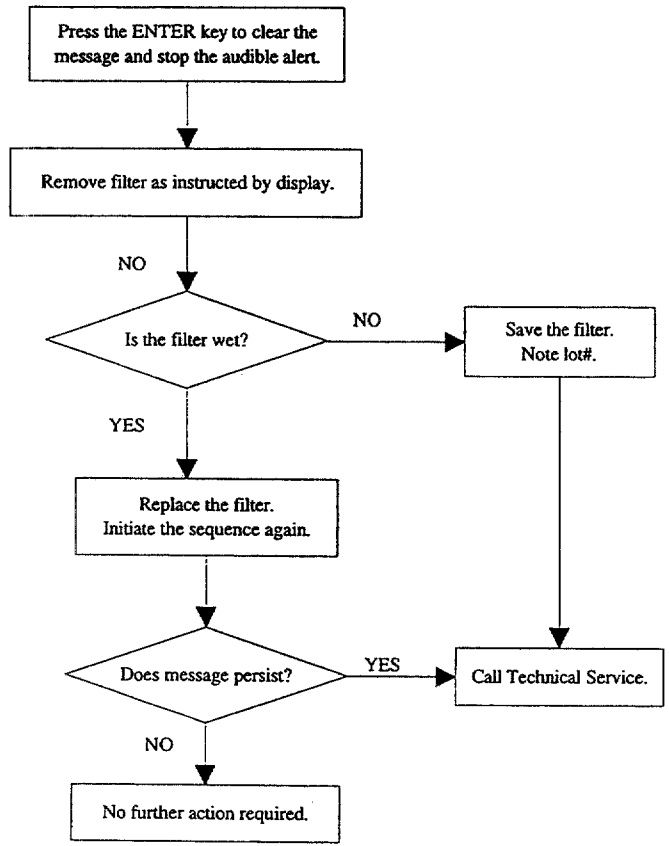 Press the ENTER key to clear the
message and stop the audible alert.
Remove filter as instructed by display.
NO
Is the filter wet?
NO
Save the filter.
Note lot#.
YES
Replace the filter.
Initiate the sequence again.
Does message persist?
YES
Call Technical Service.
NO
No further action required.